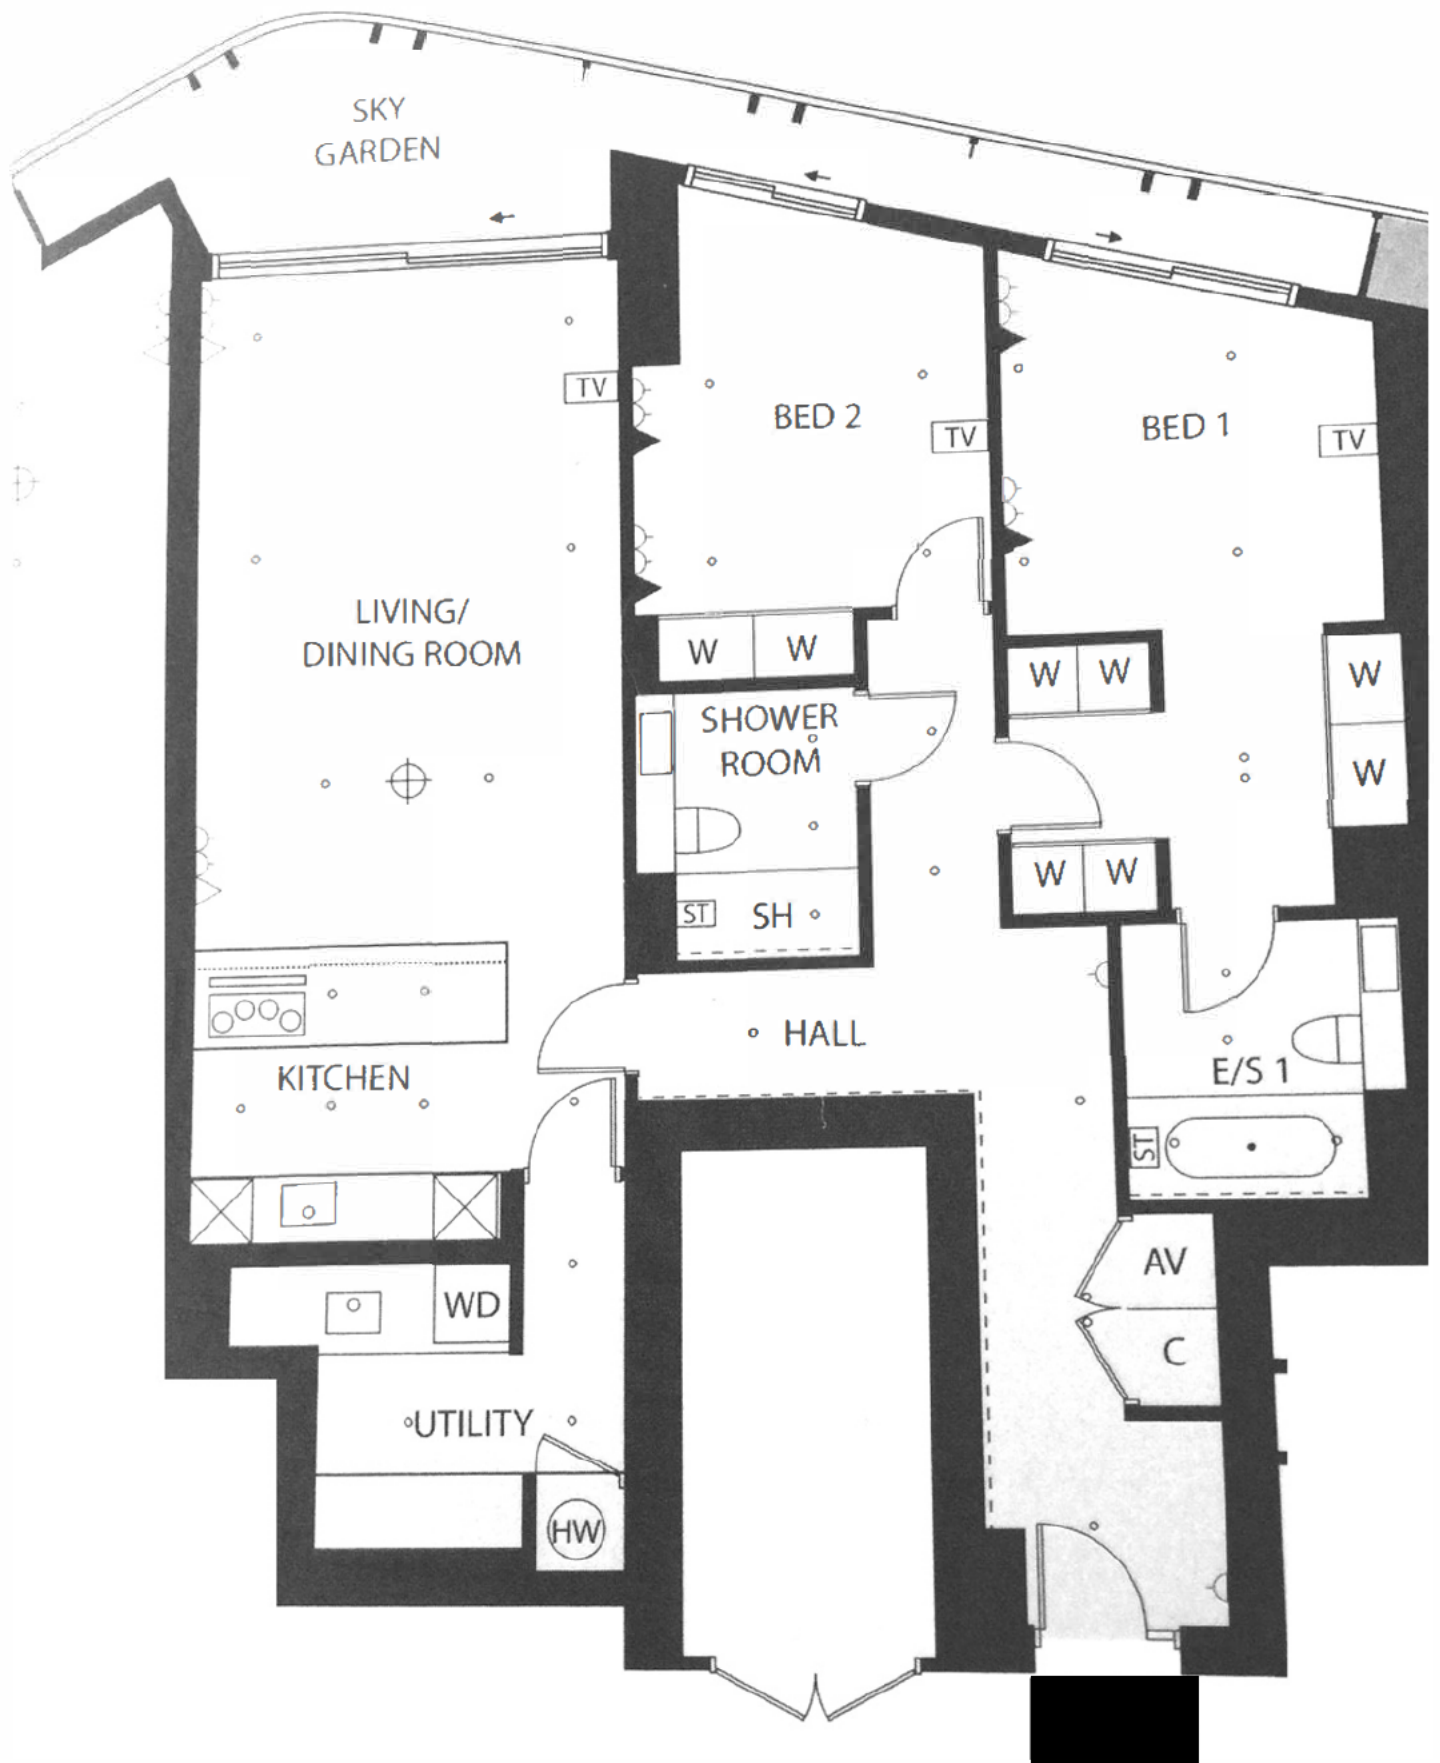 SKY
GARDEN
TV
BED 2
TV
BED 1
TV
LIVING/
DINING ROOM
W
W
W
W
W
W
SHOWER
ROOM
W
W
ST
SH
HALL
KITCHEN
E/S 1
ST
AV
WD
C
UTILITY
HW